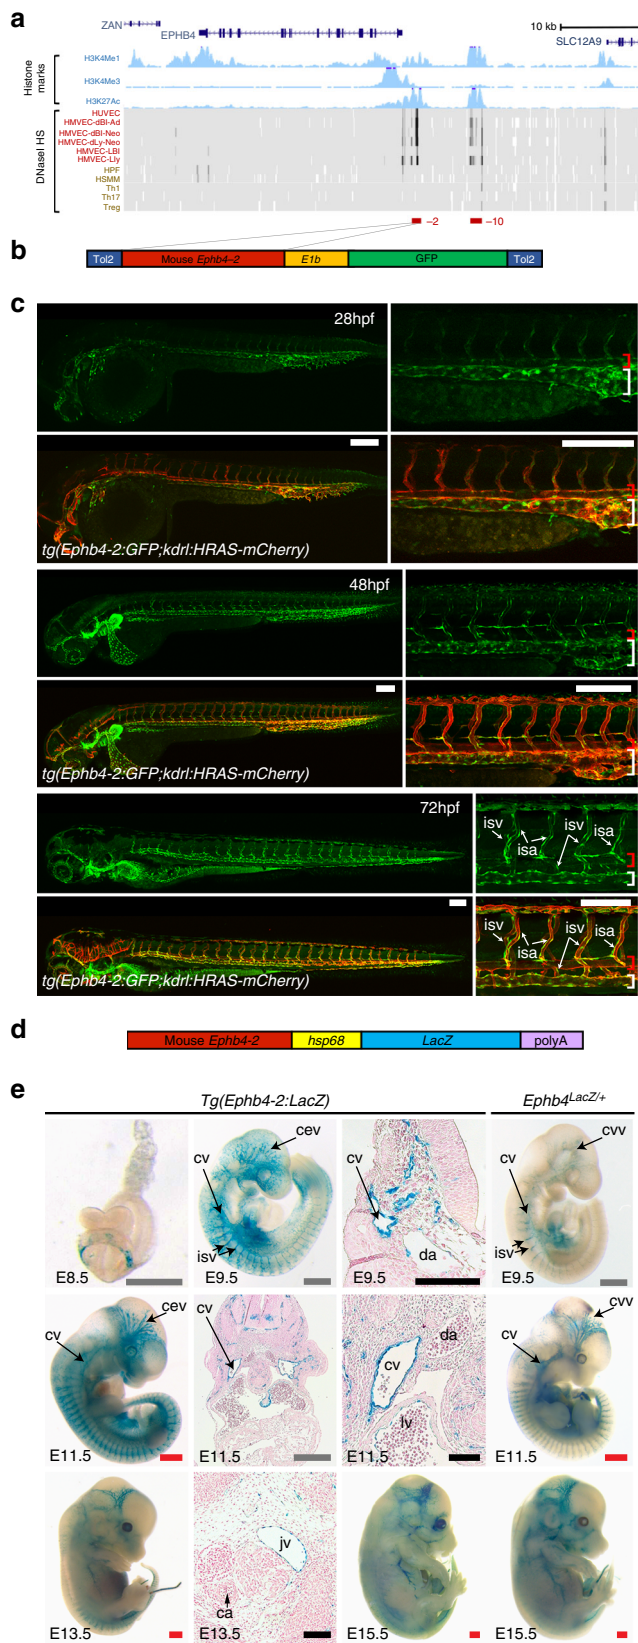 a
ZAN
EPHB4
10 kb
SLC12A9
Histone marks
H3K4Me1
H3K4Me3
H3K27Ac
DNaseI HS
HUVEC
HMVEC-dBl-Ad
HMVEC-dBl-Neo
HMVEC-dLy-Neo
HMVEC-LBl
HMVEC-Lly
HPF
HSMM
Th1
Th17
Treg
–2
–10
b
Tol2
Mouse Ephb4–2
E1b
GFP
Tol2
c
28hpf
tg(Ephb4-2:GFP;kdrl:HRAS-mCherry)
48hpf
tg(Ephb4-2:GFP;kdrl:HRAS-mCherry)
72hpf
isv
isa
isv
isa
tg(Ephb4-2:GFP;kdrl:HRAS-mCherry)
isv
isa
isv
isa
d
Mouse Ephb4-2
hsp68
LacZ
polyA
e
Tg(Ephb4-2:LacZ)
Ephb4LacZ/+
E8.5
cev
cv
isv
E9.5
cv
da
E9.5
cvv
cv
isv
E9.5
cev
cv
E11.5
cv
E11.5
da
cv
lv
E11.5
cvv
cv
E11.5
E13.5
jv
ca
E13.5
E15.5
E15.5